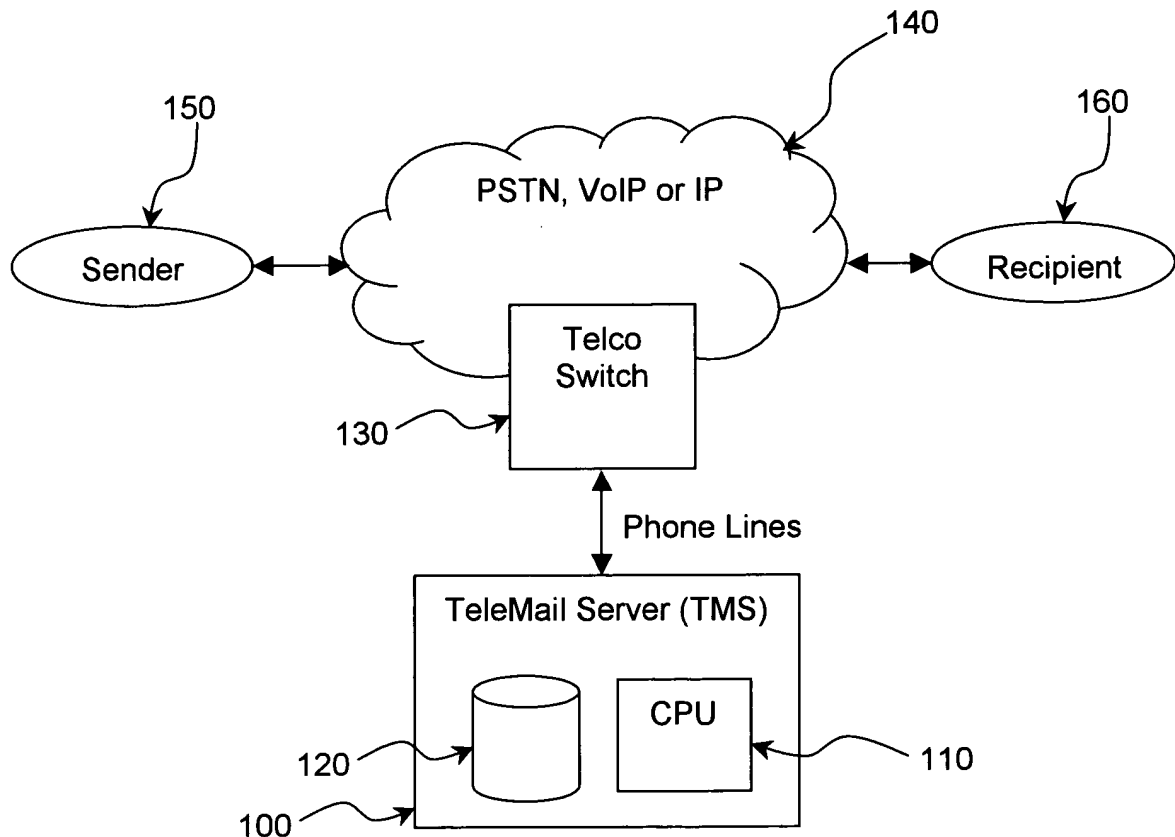 140
150
160
PSTN, VoIP or IP
Sender
Recipient
Telco
Switch
130
Phone Lines
TeleMail Server (TMS)
CPU
120
110
100